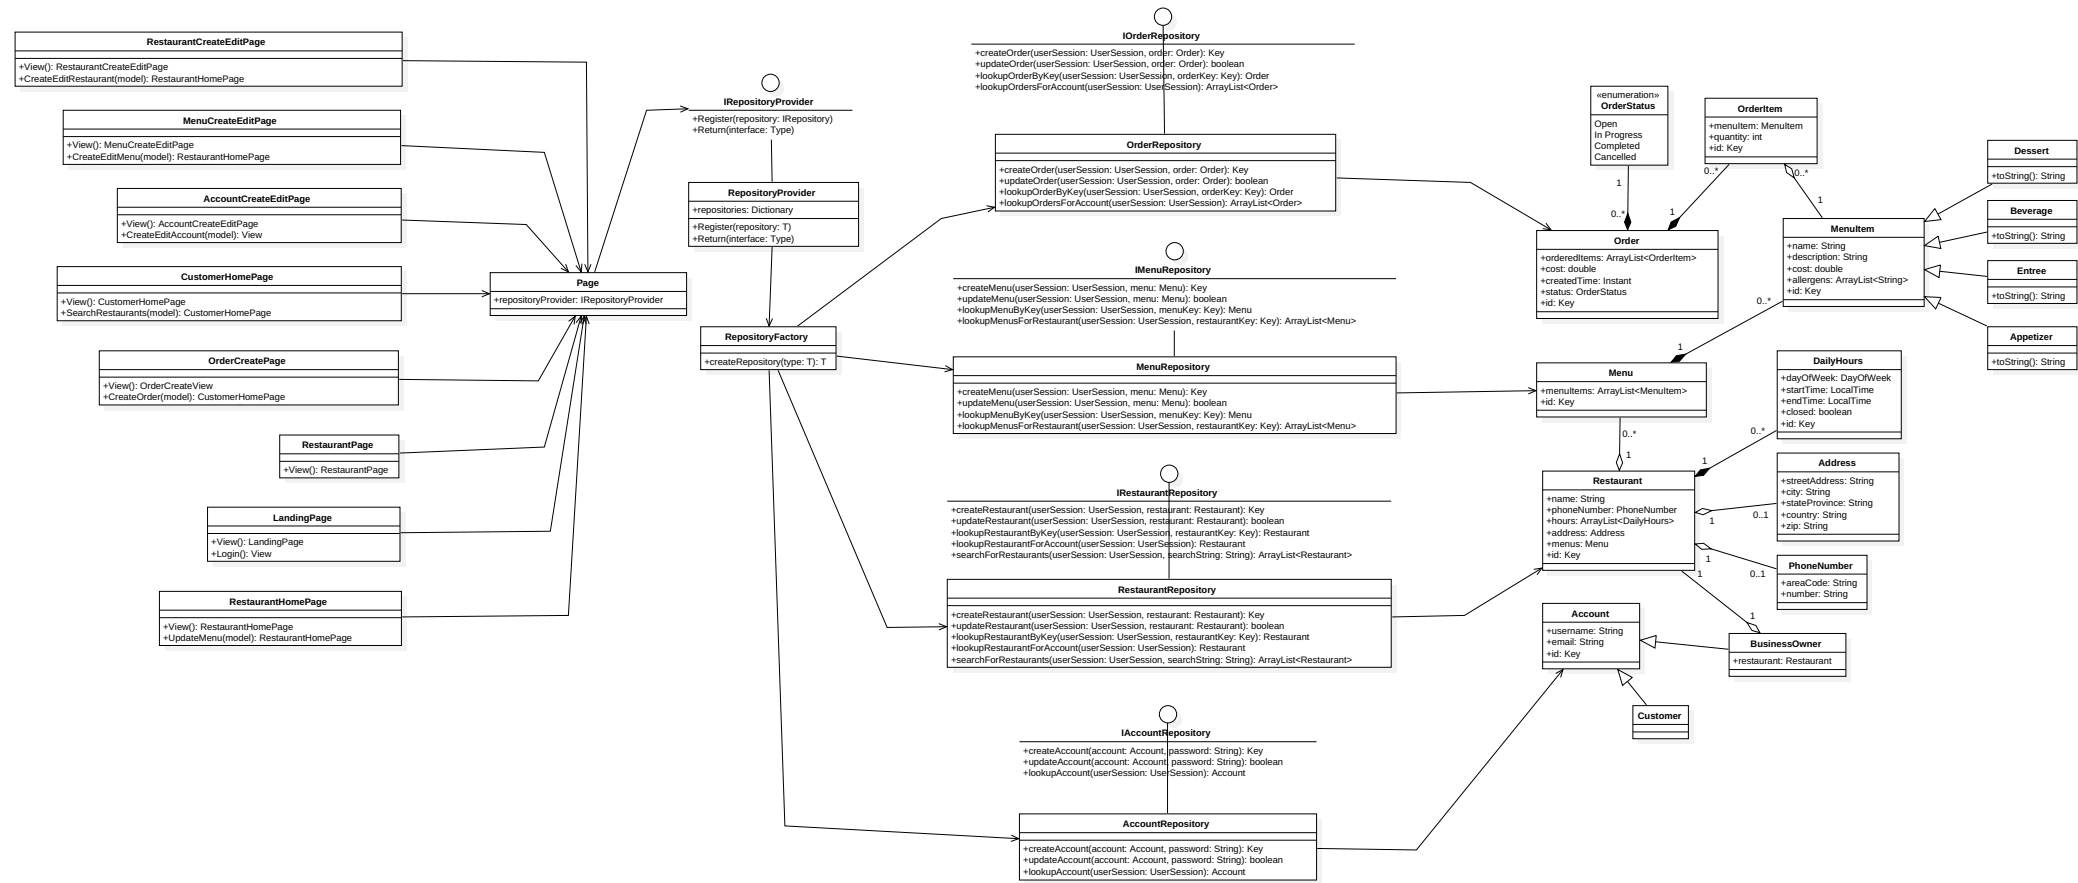 RestaurantCreateEditPage
+View(): RestaurantCreateEditPage
+CreateEditRestaurant(model): RestaurantHomePage
MenuCreateEditPage
+View(): MenuCreateEditPage
+CreateEditMenu(model): RestaurantHomePage
AccountCreateEditPage
+View(): AccountCreateEditPage
+CreateEditAccount(model): View
CustomerHomePage
+View(): CustomerHomePage
+SearchRestaurants(model): CustomerHomePage
OrderCreatePage
+View(): OrderCreateView
+CreateOrder(model): CustomerHomePage
RestaurantPage
+View(): RestaurantPage
LandingPage
+View(): LandingPage
+Login(): View
RestaurantHomePage
+View(): RestaurantHomePage
+UpdateMenu(model): RestaurantHomePage
Page
+repositoryProvider: IRepositoryProvider
IRepositoryProvider
+Register(repository: IRepository)
+Return(interface: Type)
RepositoryProvider
+repositories: Dictionary
+Register(repository: T)
+Return(interface: Type)
RepositoryFactory
+createRepository(type: T): T
IOrderRepository
+createOrder(userSession: UserSession, order: Order): Key
+updateOrder(userSession: UserSession, order: Order): boolean
+lookupOrderByKey(userSession: UserSession, orderKey: Key): Order
+lookupOrdersForAccount(userSession: UserSession): ArrayList<Order>
OrderRepository
+createOrder(userSession: UserSession, order: Order): Key
+updateOrder(userSession: UserSession, order: Order): boolean
+lookupOrderByKey(userSession: UserSession, orderKey: Key): Order
+lookupOrdersForAccount(userSession: UserSession): ArrayList<Order>
IMenuRepository
+createMenu(userSession: UserSession, menu: Menu): Key
+updateMenu(userSession: UserSession, menu: Menu): boolean
+lookupMenuByKey(userSession: UserSession, menuKey: Key): Menu
+lookupMenusForRestaurant(userSession: UserSession, restaurantKey: Key): ArrayList<Menu>
MenuRepository
+createMenu(userSession: UserSession, menu: Menu): Key
+updateMenu(userSession: UserSession, menu: Menu): boolean
+lookupMenuByKey(userSession: UserSession, menuKey: Key): Menu
+lookupMenusForRestaurant(userSession: UserSession, restaurantKey: Key): ArrayList<Menu>
IRestaurantRepository
+createRestaurant(userSession: UserSession, restaurant: Restaurant): Key
+updateRestaurant(userSession: UserSession, restaurant: Restaurant): boolean
+lookupRestaurantByKey(userSession: UserSession, restaurantKey: Key): Restaurant
+lookupRestaurantForAccount(userSession: UserSession): Restaurant
+searchForRestaurants(userSession: UserSession, searchString: String): ArrayList<Restaurant>
RestaurantRepository
+createRestaurant(userSession: UserSession, restaurant: Restaurant): Key
+updateRestaurant(userSession: UserSession, restaurant: Restaurant): boolean
+lookupRestaurantByKey(userSession: UserSession, restaurantKey: Key): Restaurant
+lookupRestaurantForAccount(userSession: UserSession): Restaurant
+searchForRestaurants(userSession: UserSession, searchString: String): ArrayList<Restaurant>
IAccountRepository
+createAccount(account: Account, password: String): Key
+updateAccount(account: Account, password: String): boolean
+lookupAccount(userSession: UserSession): Account
AccountRepository
+createAccount(account: Account, password: String): Key
+updateAccount(account: Account, password: String): boolean
+lookupAccount(userSession: UserSession): Account
«enumeration»
OrderStatus
Open
In Progress
Completed
Cancelled
1
0..*
OrderItem
+menuItem: MenuItem
+quantity: int
+id: Key
0..*
1
0..*
1
Order
+orderedItems: ArrayList<OrderItem>
+cost: double
+createdTime: Instant
+status: OrderStatus
+id: Key
MenuItem
+name: String
+description: String
+cost: double
+allergens: ArrayList<String>
+id: Key
0..*
1
Dessert
+toString(): String
Beverage
+toString(): String
Entree
+toString(): String
Appetizer
+toString(): String
Menu
+menuItems: ArrayList<MenuItem>
+id: Key
0..*
1
DailyHours
+dayOfWeek: DayOfWeek
+startTime: LocalTime
+endTime: LocalTime
+closed: boolean
+id: Key
0..*
1
Restaurant
+name: String
+phoneNumber: PhoneNumber
+hours: ArrayList<DailyHours>
+address: Address
+menus: Menu
+id: Key
Address
+streetAddress: String
+city: String
+stateProvince: String
+country: String
+zip: String
0..1
1
PhoneNumber
+areaCode: String
+number: String
1
0..1
1
1
Account
+username: String
+email: String
+id: Key
BusinessOwner
+restaurant: Restaurant
Customer